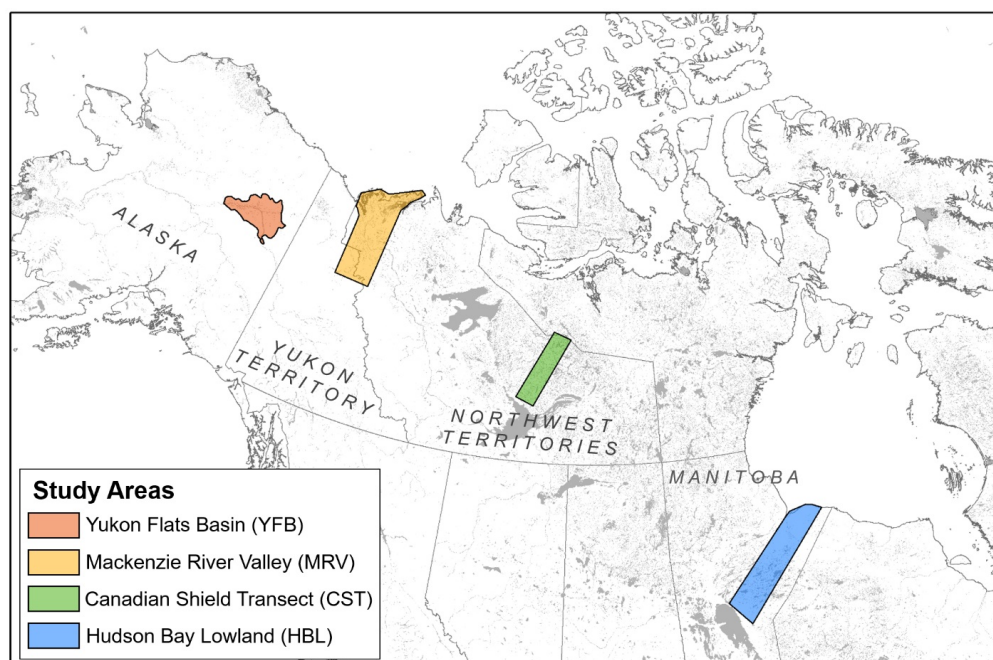 ALASKA
YUKON
TERRITORY
NORTHWEST
TERRITORIES
MANITOBA
Study Areas
Yukon Flats Basin (YFB)
Mackenzie River Valley (MRV)
Canadian Shield Transect (CST)
Hudson Bay Lowland (HBL)